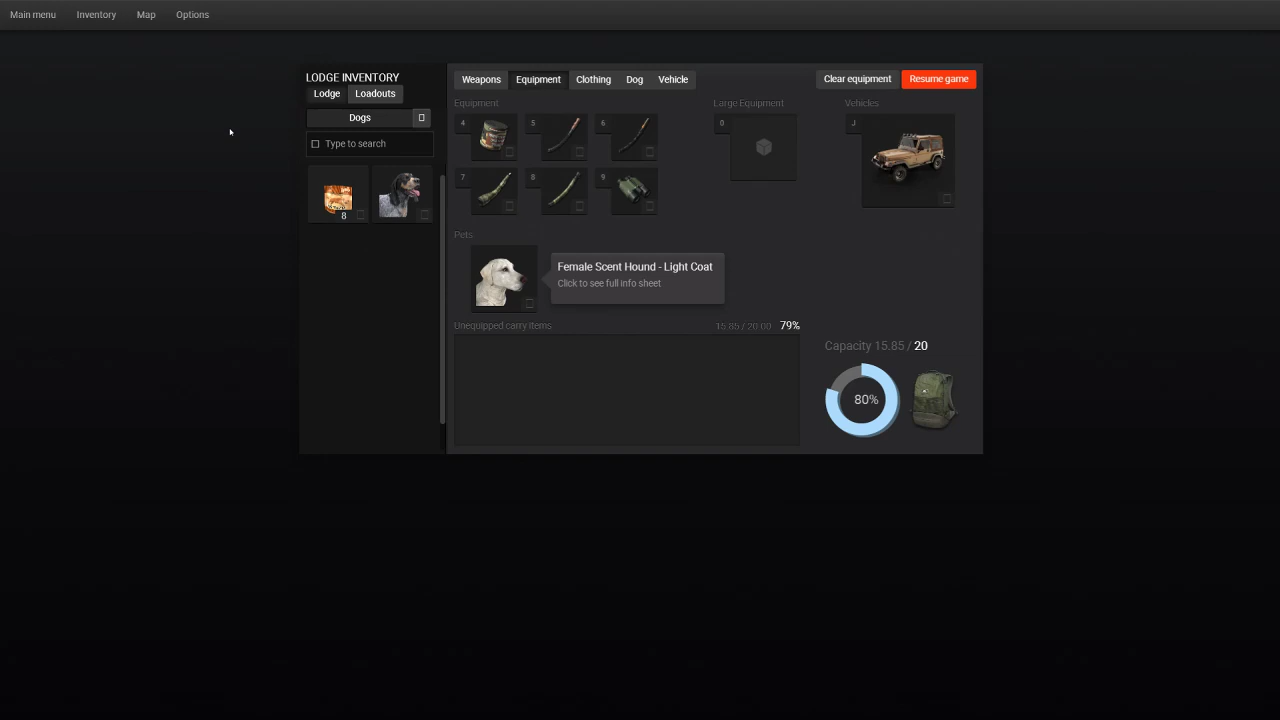 Main menu Inventory Map Options
LODGE INVENTORY
Lodge Loadouts
Dogs
Type to search
8
Weapons Equipment Clothing Dog Vehicle
Clear equipment Resume game
Equipment
Large Equipment
Vehicles
4 5 6
0
J
7 8 9
Pets
Female Scent Hound - Light Coat
Click to see full info sheet
Unequipped carry items 15.85 / 20.00 79%
Capacity 15.85 / 20
80%